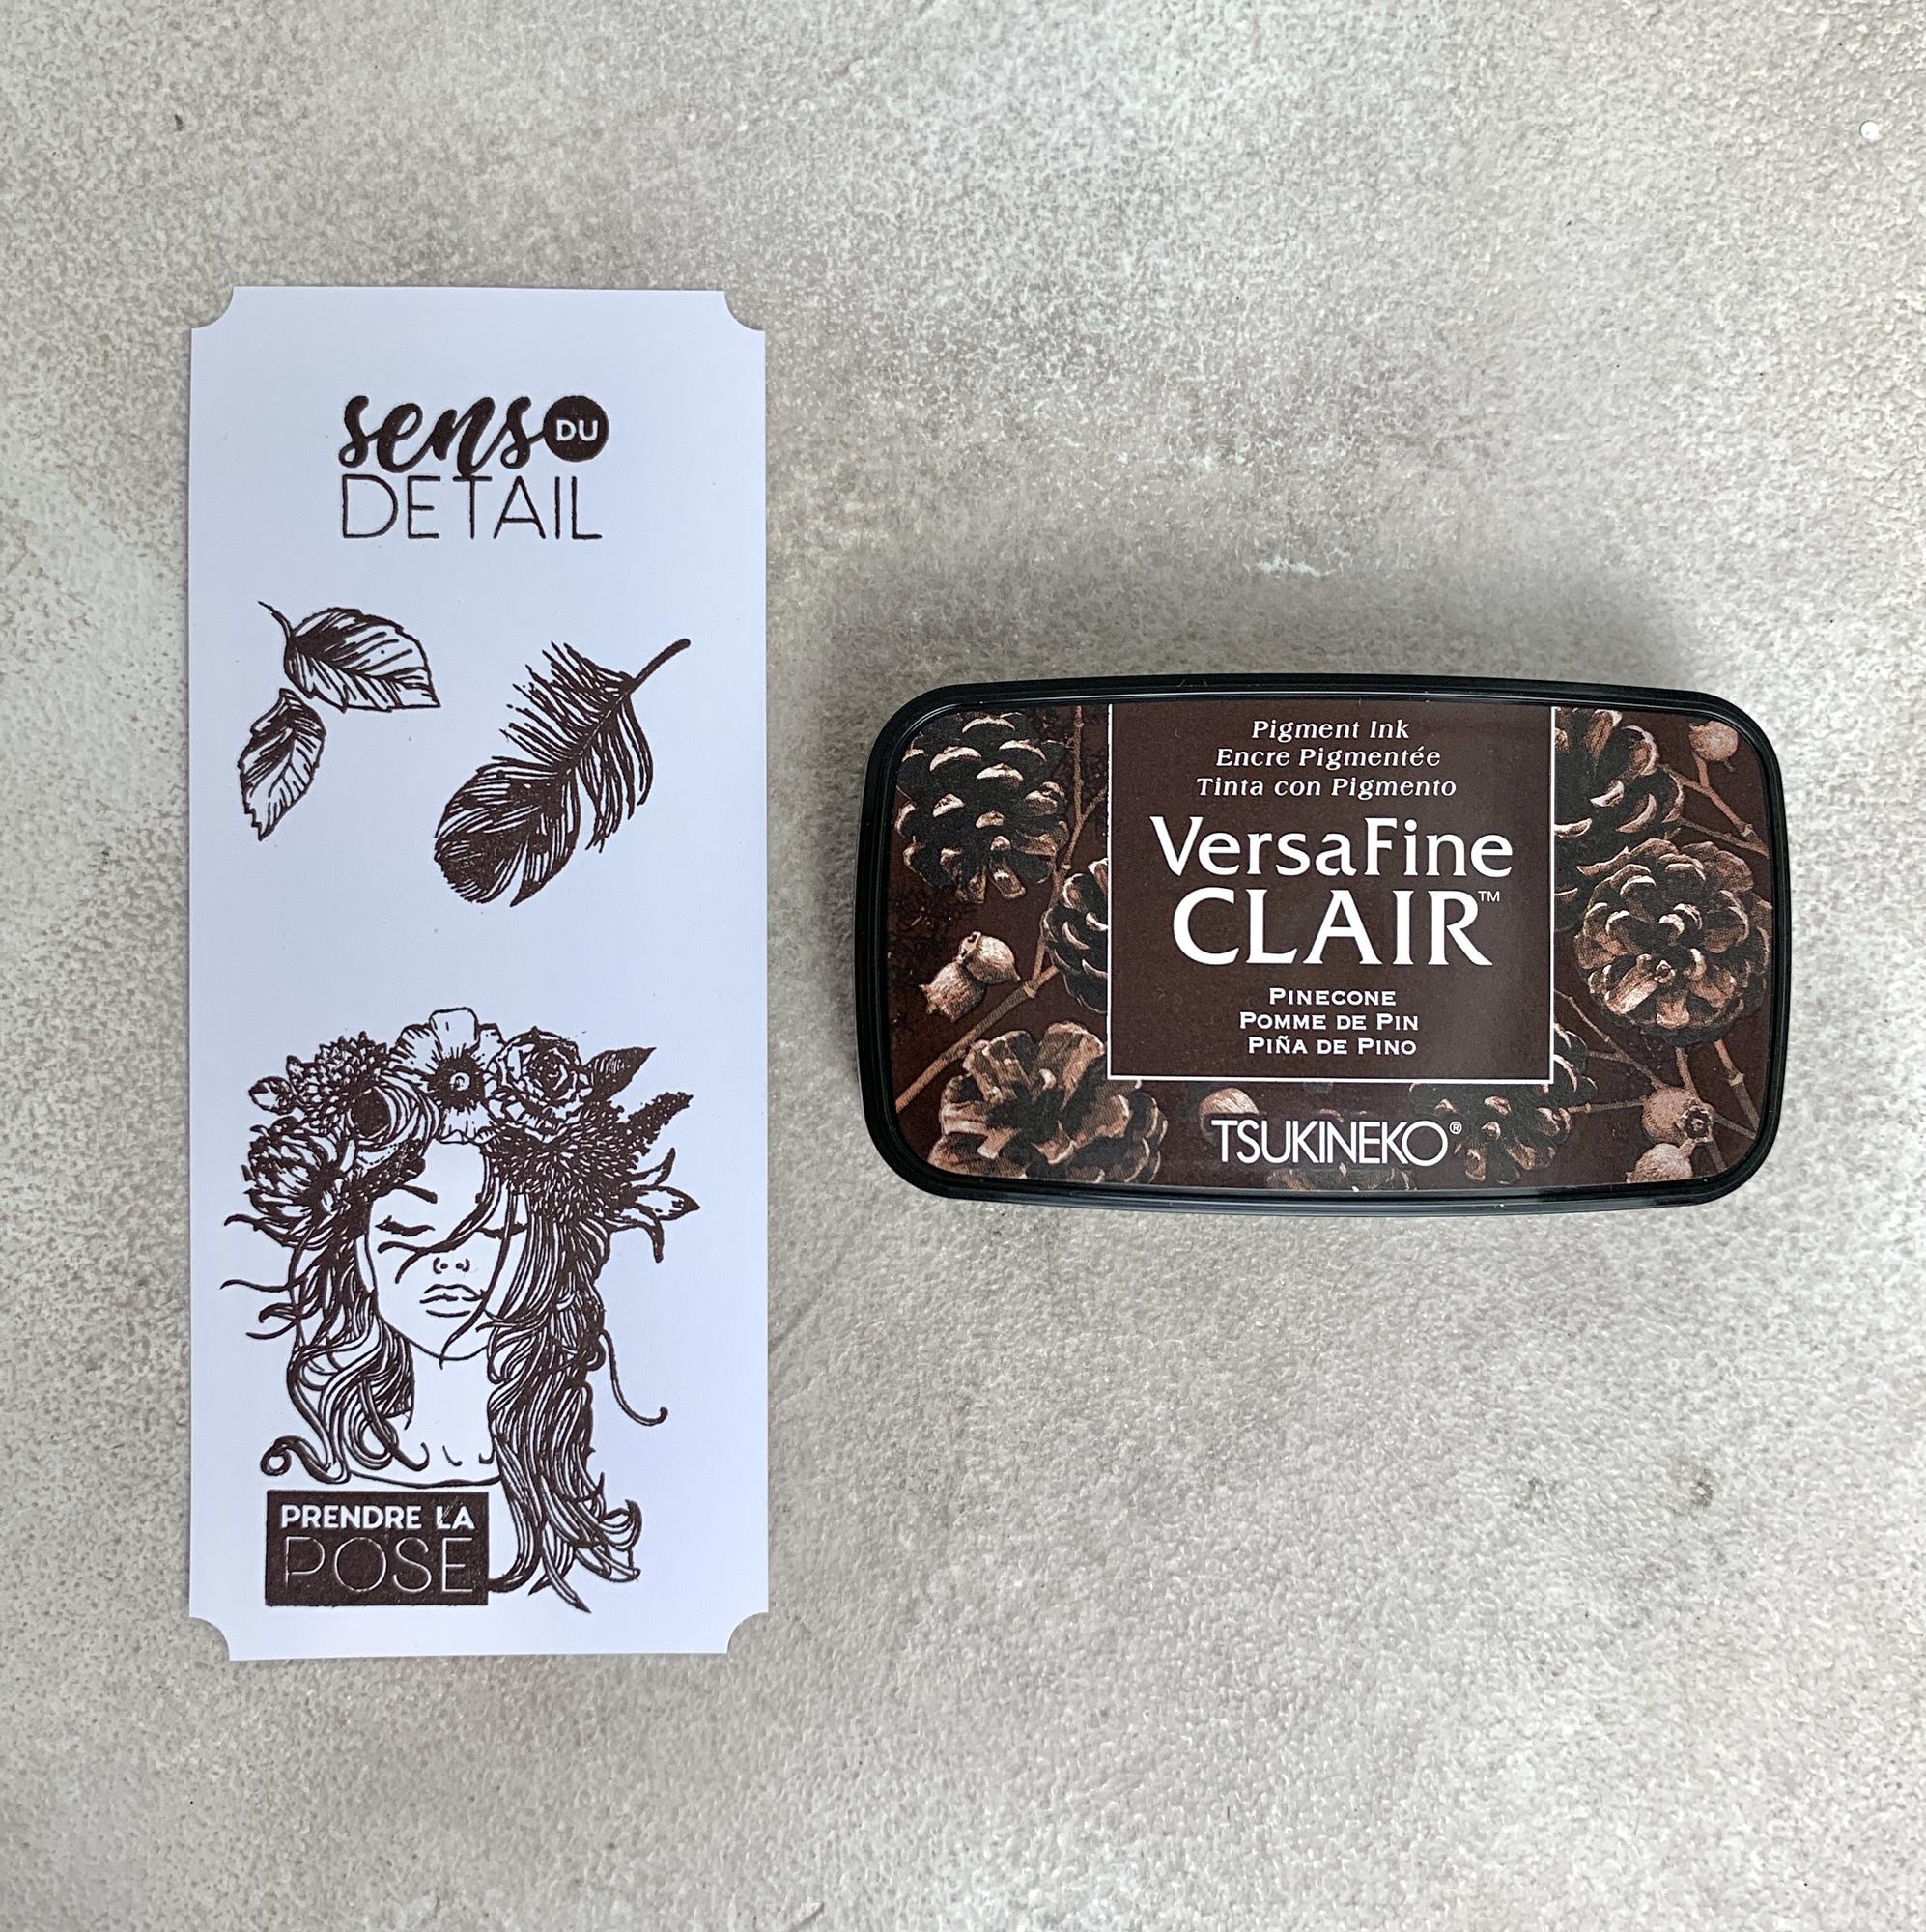 sens DU
DETAIL
PRENDRE LA
POSE
Pigment Ink
Encre Pigmentée
Tinta con Pigmento
VersaFine
CLAIR™
PINECONE
POMME DE PIN
PIÑA DE PINO
TSUKINEKO®